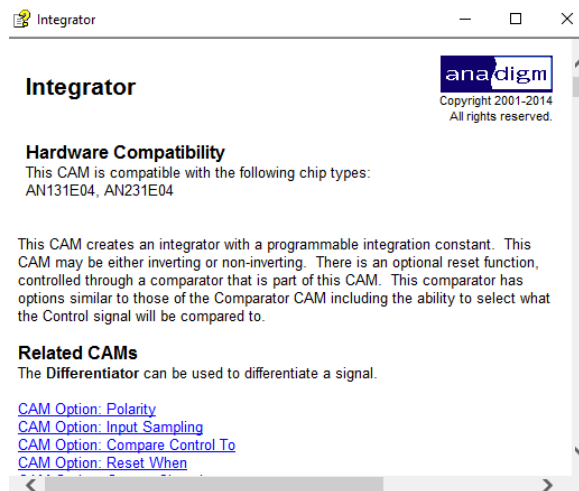 Integrator
anadigm
Integrator
Copyright 2001-2014
All rights reserved.
Hardware Compatibility
This CAM is compatible with the following chip types:
AN131E04, AN231E04
This CAM creates an integrator with a programmable integration constant.  This
CAM may be either inverting or non-inverting.  There is an optional reset function,
controlled through a comparator that is part of this CAM.  This comparator has
options similar to those of the Comparator CAM including the ability to select what
the Control signal will be compared to.
Related CAMs
The Differentiator can be used to differentiate a signal.
CAM Option: Polarity
CAM Option: Input Sampling
CAM Option: Compare Control To
CAM Option: Reset When